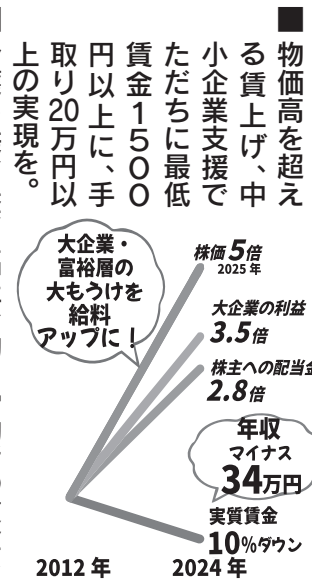 ■物価高を超え
る賃上げ、中
小企業支援で
ただちに最低
賃金1500
円以上に、手
取り20万円以
上の実現を。
大企業・
富裕層の
大もうけを
給料
アップに!
株価5倍
2025年
大企業の利益
3.5倍
株主への配当金
2.8倍
年収
マイナス
34万円
実質賃金
10%ダウン
2012年
2024年